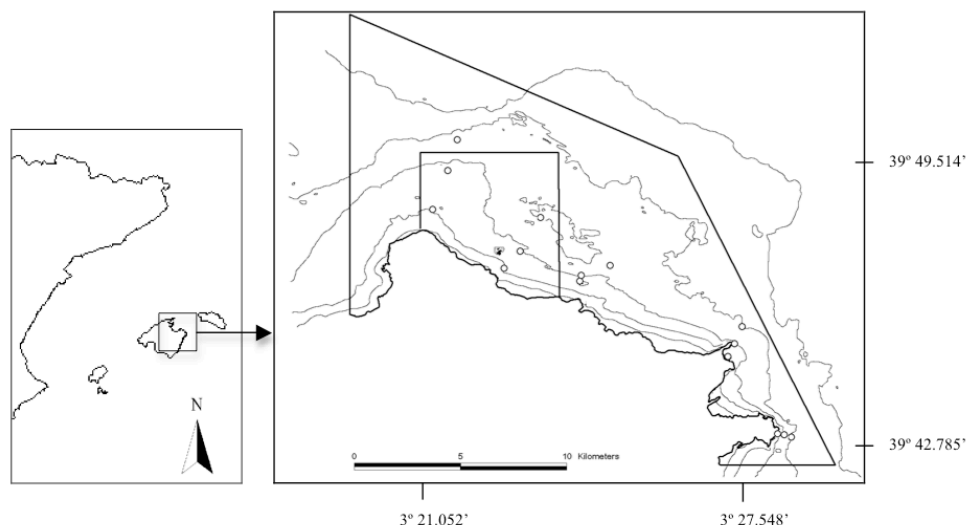 39º 49.514’
N
0
5
10 Kilometers
39º 42.785’
3º 21.052’
3º 27.548’